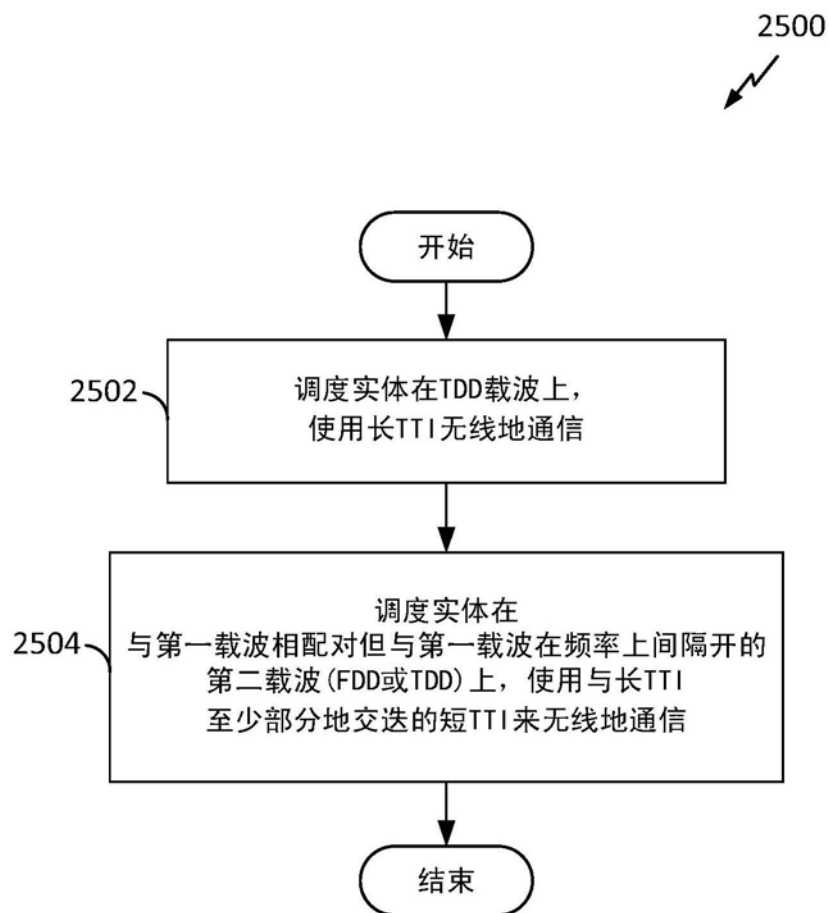 2500
开始
2502
调度实体在TDD载波上，
使用长TTI无线地通信
2504
调度实体在
与第一载波相配对但与第一载波在频率上间隔开的
第二载波(FDD或TDD)上，使用与长TTI
至少部分地交迭的短TTI来无线地通信
结束